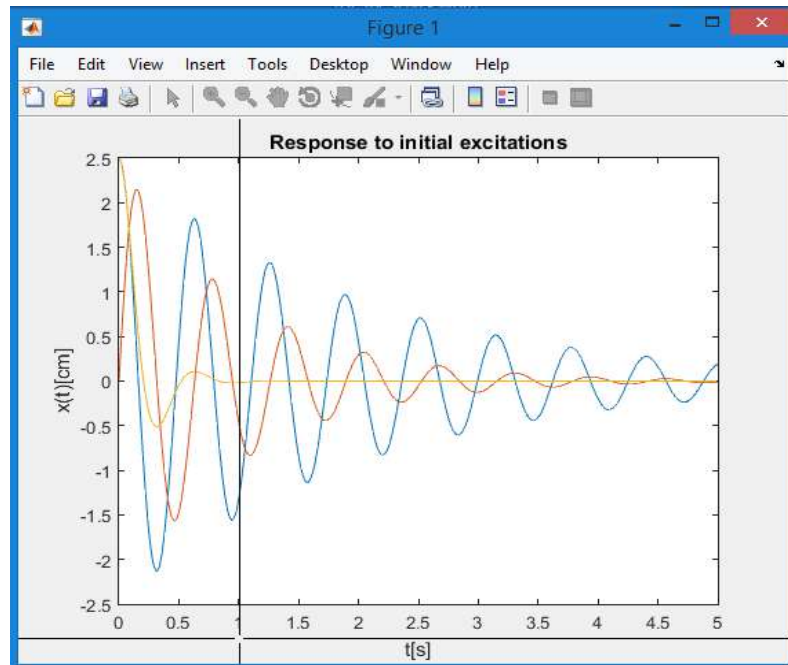 Figure 1
File Edit View Insert Tools Desktop Window Help
Response to initial excitations
2.5
2
1.5
1
0.5
0
-0.5
-1
-1.5
-2
-2.5
x(t)[cm]
0 0.5 1 1.5 2 2.5 3 3.5 4 4.5 5
t[s]